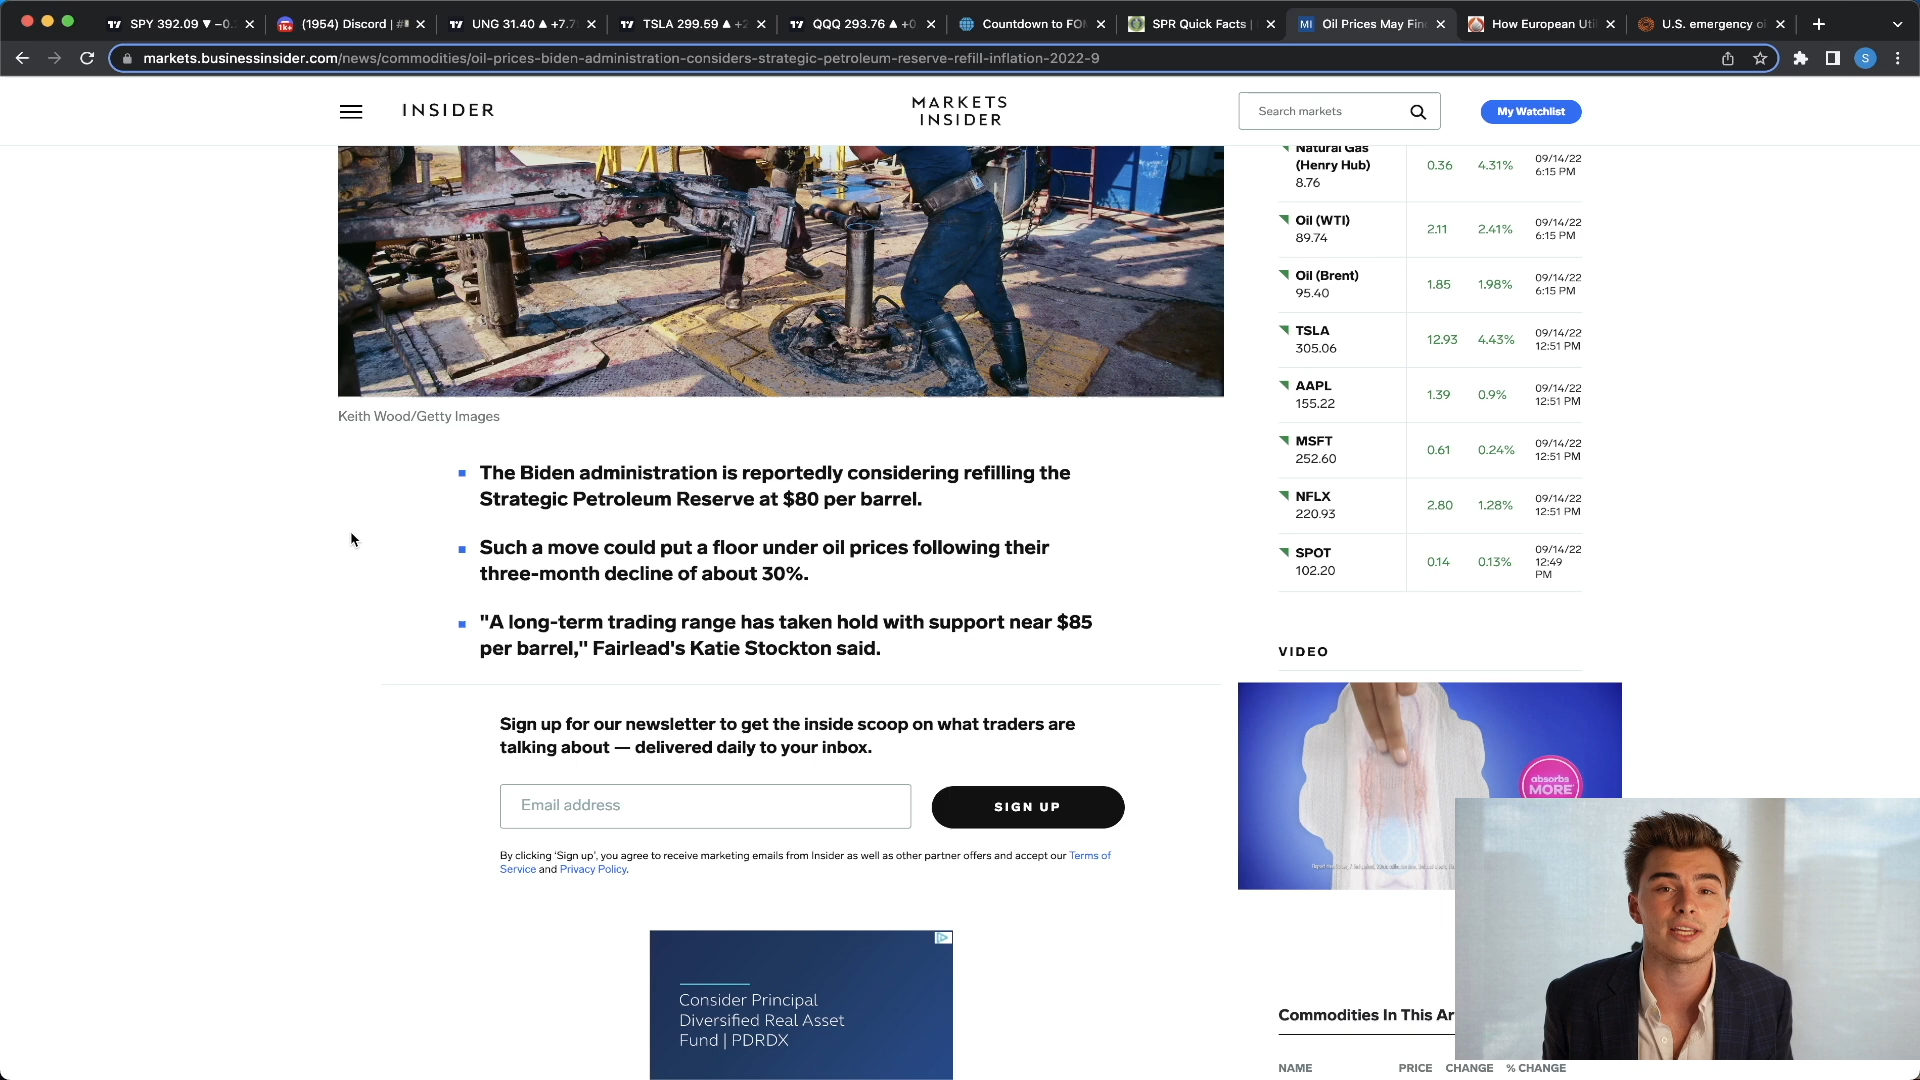 SPY 392.09 ▼ −0.
(1954) Discord | #
UNG 31.40 ▲ +7.7
TSLA 299.59 ▲ +2
QQQ 293.76 ▲ +0
Countdown to FO
SPR Quick Facts |
MI Oil Prices May Fin
How European Uti
U.S. emergency o
markets.businessinsider.com/news/commodities/oil-prices-biden-administration-considers-strategic-petroleum-reserve-refill-inflation-2022-9
S
INSIDER
MARKETS
INSIDER
Search markets
My Watchlist
Natural Gas
(Henry Hub)
8.76
0.36 4.31% 09/14/22
6:15 PM
Oil (WTI)
89.74
2.11 2.41% 09/14/22
6:15 PM
Oil (Brent)
95.40
1.85 1.98% 09/14/22
6:15 PM
TSLA
305.06
12.93 4.43% 09/14/22
12:51 PM
AAPL
155.22
1.39 0.9% 09/14/22
12:51 PM
MSFT
252.60
0.61 0.24% 09/14/22
12:51 PM
NFLX
220.93
2.80 1.28% 09/14/22
12:51 PM
SPOT
102.20
0.14 0.13% 09/14/22
12:49
PM
Keith Wood/Getty Images
The Biden administration is reportedly considering refilling the
Strategic Petroleum Reserve at $80 per barrel.
Such a move could put a floor under oil prices following their
three-month decline of about 30%.
"A long-term trading range has taken hold with support near $85
per barrel," Fairlead's Katie Stockton said.
Sign up for our newsletter to get the inside scoop on what traders are
talking about — delivered daily to your inbox.
Email address
SIGN UP
By clicking 'Sign up', you agree to receive marketing emails from Insider as well as other partner offers and accept our Terms of
Service and Privacy Policy.
VIDEO
absorbs
MORE
Consider Principal
Diversified Real Asset
Fund | PDRDX
Commodities In This Ar
NAME PRICE CHANGE % CHANGE